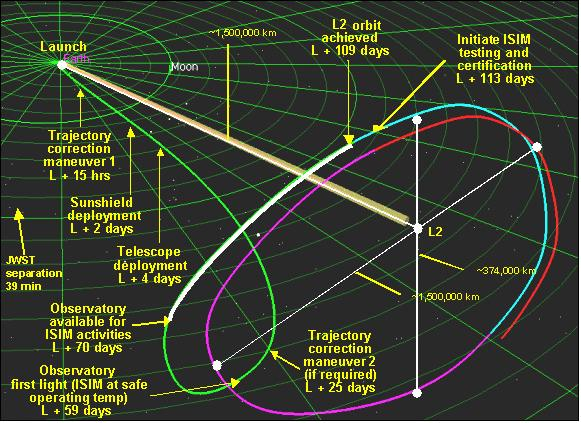 Launch
Earth
Moon
~1,500,000 km
L2 orbit
achieved
L + 109 days
Initiate ISIM
testing and
certification
L + 113 days
Trajectory
correction
maneuver 1
L + 15 hrs
Sunshield
deployment
L + 2 days
Telescope
deployment
L + 4 days
JWST
separation
39 min
L2
~374,000 km
~1,500,000 km
Observatory
available for
ISIM activities
L + 70 days
Trajectory
correction
maneuver 2
(if required)
L + 25 days
Observatory
first light (ISIM at safe
operating temp)
L + 59 days